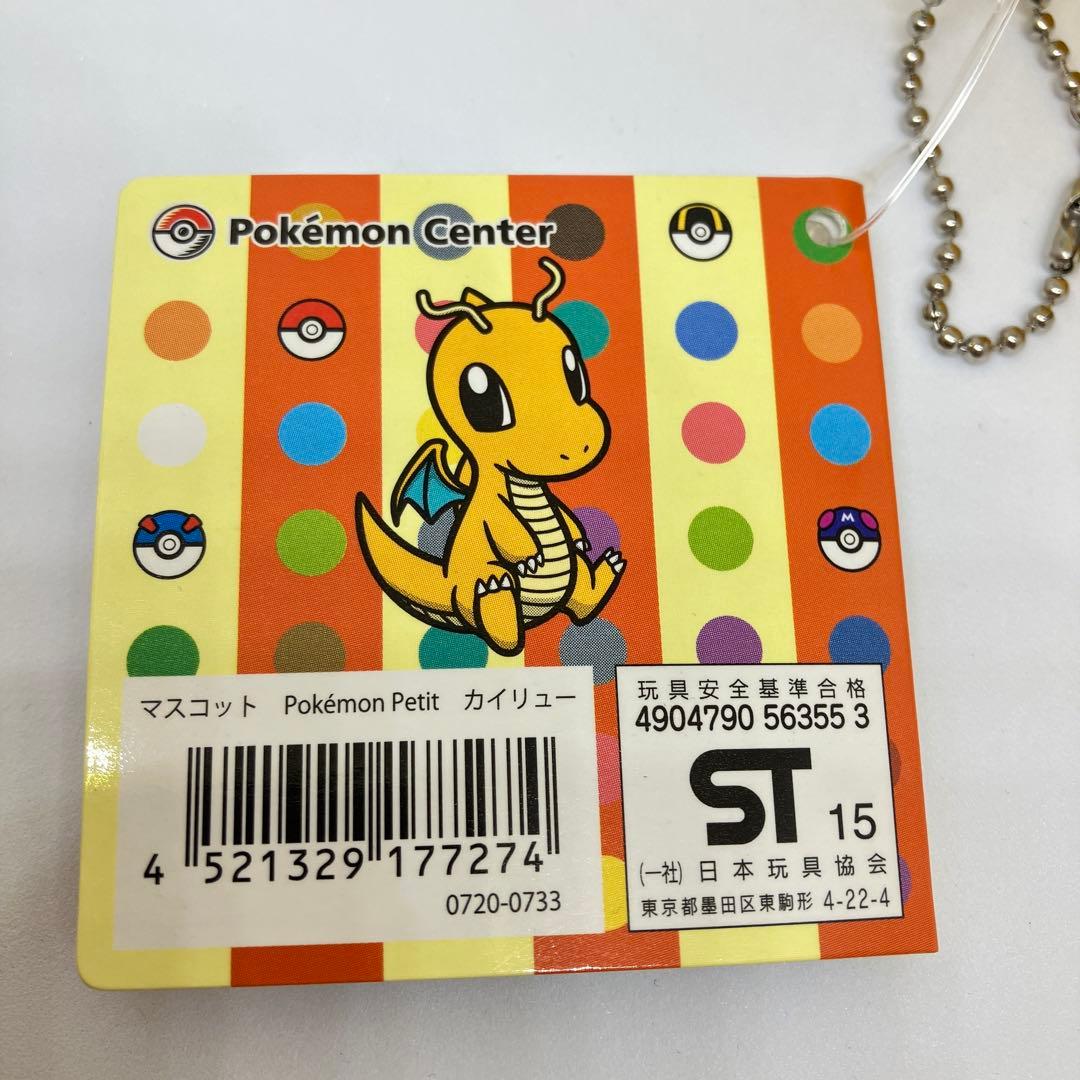 Pokémon Center
M
マスコット Pokémon Petit カイリュー
4 521329 177274
0720-0733
玩具安全基準合格
4904790 56355 3
ST 15
(一社) 日本玩具協会
東京都墨田区東駒形 4-22-4